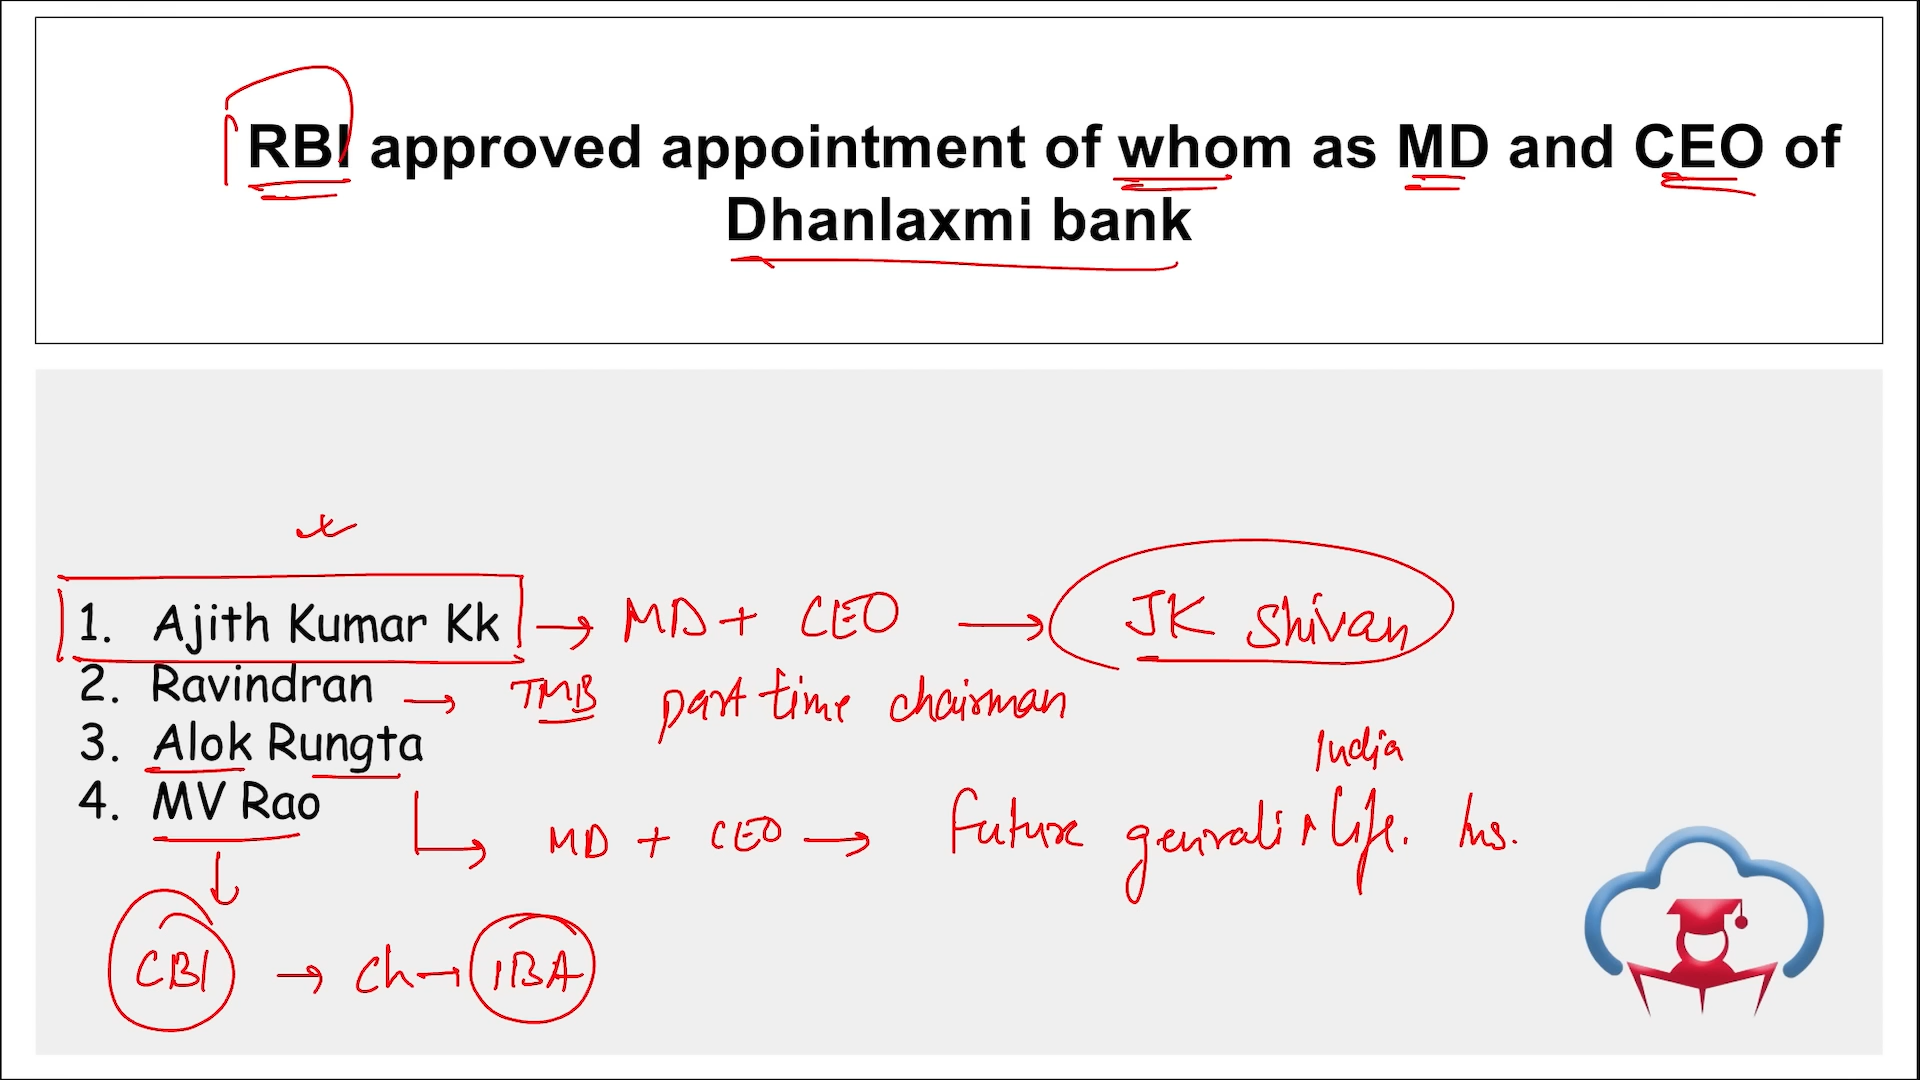 RBI approved appointment of whom as MD and CEO of
Dhanlaxmi bank
1. Ajith Kumar Kk → MD + CEO → JK Shivan
2. Ravindran → TMB part time chairman
3. Alok Rungta
India
4. MV Rao
MD + CEO → Future genrali life. Ins.
CBI → Ch → IBA